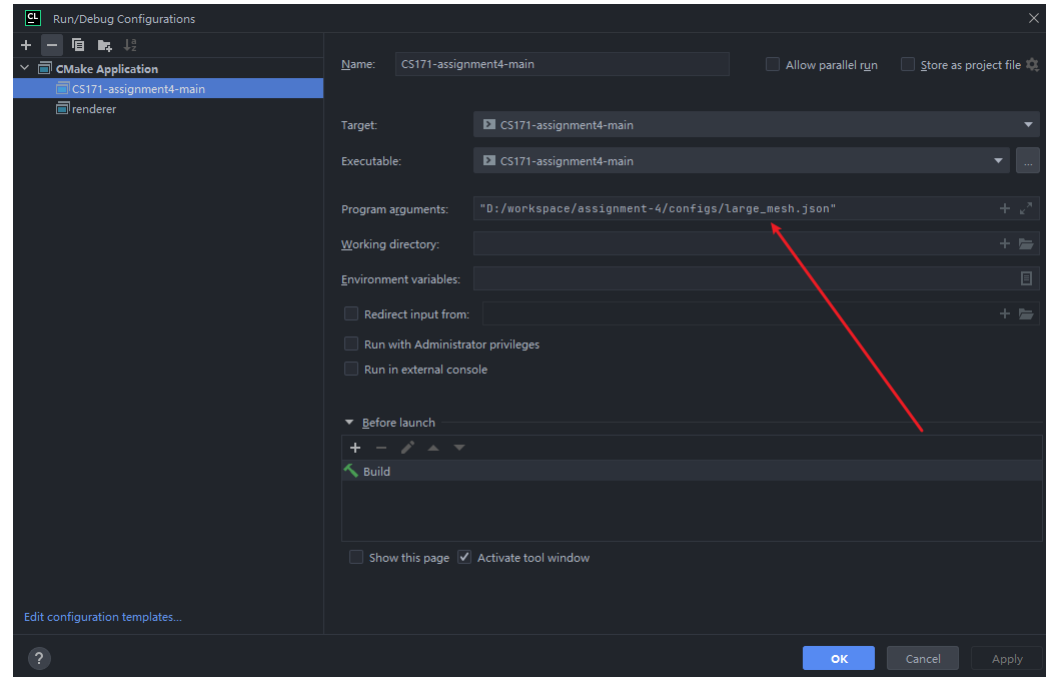 CL Run/Debug Configurations
CMake Application
CS171-assignment4-main
renderer
Name: CS171-assignment4-main Allow parallel run Store as project file
Target: CS171-assignment4-main
Executable: CS171-assignment4-main ...
Program arguments: "D:/workspace/assignment-4/configs/large_mesh.json"
Working directory:
Environment variables:
Redirect input from:
Run with Administrator privileges
Run in external console
Before launch
Build
Show this page Activate tool window
Edit configuration templates...
? OK Cancel Apply